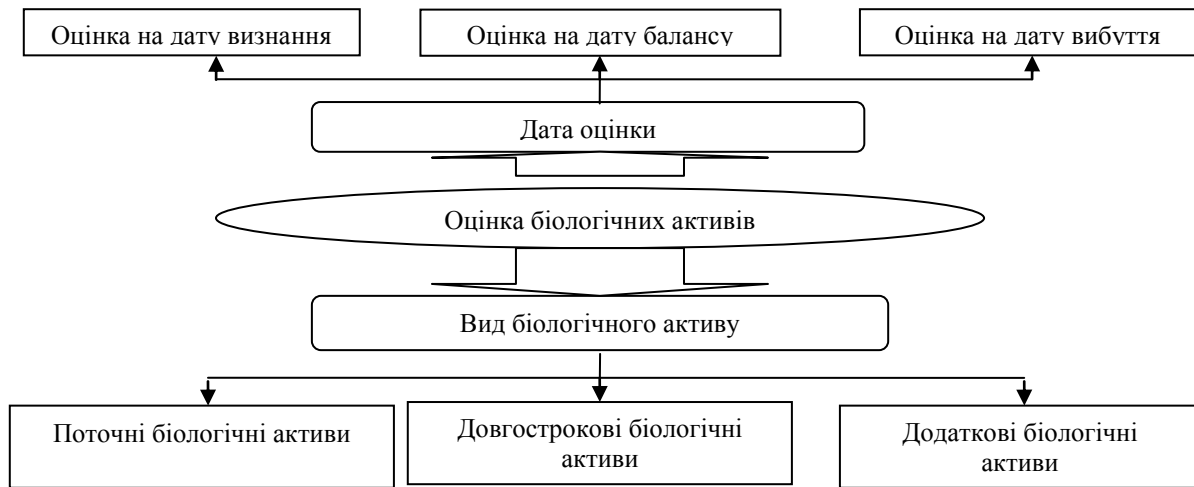 Оцінка на дату визнання
Оцінка на дату балансу
Оцінка на дату вибуття
Дата оцінки
Оцінка біологічних активів
Вид біологічного активу
Поточні біологічні активи
Довгострокові біологічні
активи
Додаткові біологічні
активи